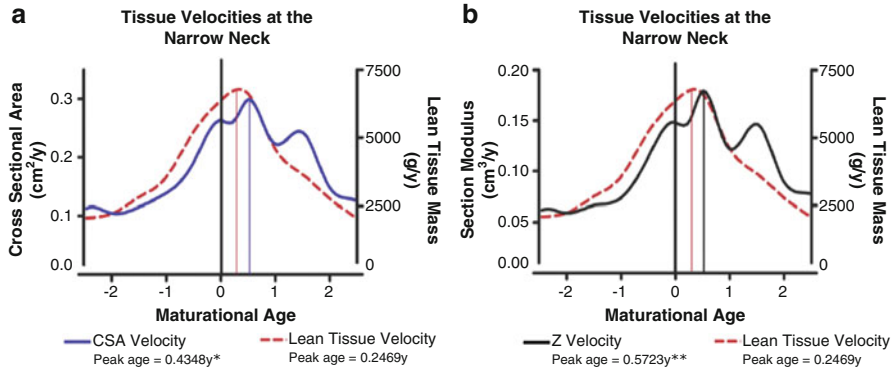 a
Tissue Velocities at the
Narrow Neck
Cross Sectional Area
(cm²/y)
0.3
0.2
0.1
0.0
7500
5000
2500
0
Lean Tissue Mass
(g/y)
-2 -1 0 1 2
Maturational Age
CSA Velocity
Peak age = 0.4348y*
Lean Tissue Velocity
Peak age = 0.2469y
b
Tissue Velocities at the
Narrow Neck
Section Modulus
(cm³/y)
0.20
0.15
0.10
0.05
0.00
7500
5000
2500
0
Lean Tissue Mass
(g/y)
-2 -1 0 1 2
Maturational Age
Z Velocity
Peak age = 0.5723y**
Lean Tissue Velocity
Peak age = 0.2469y